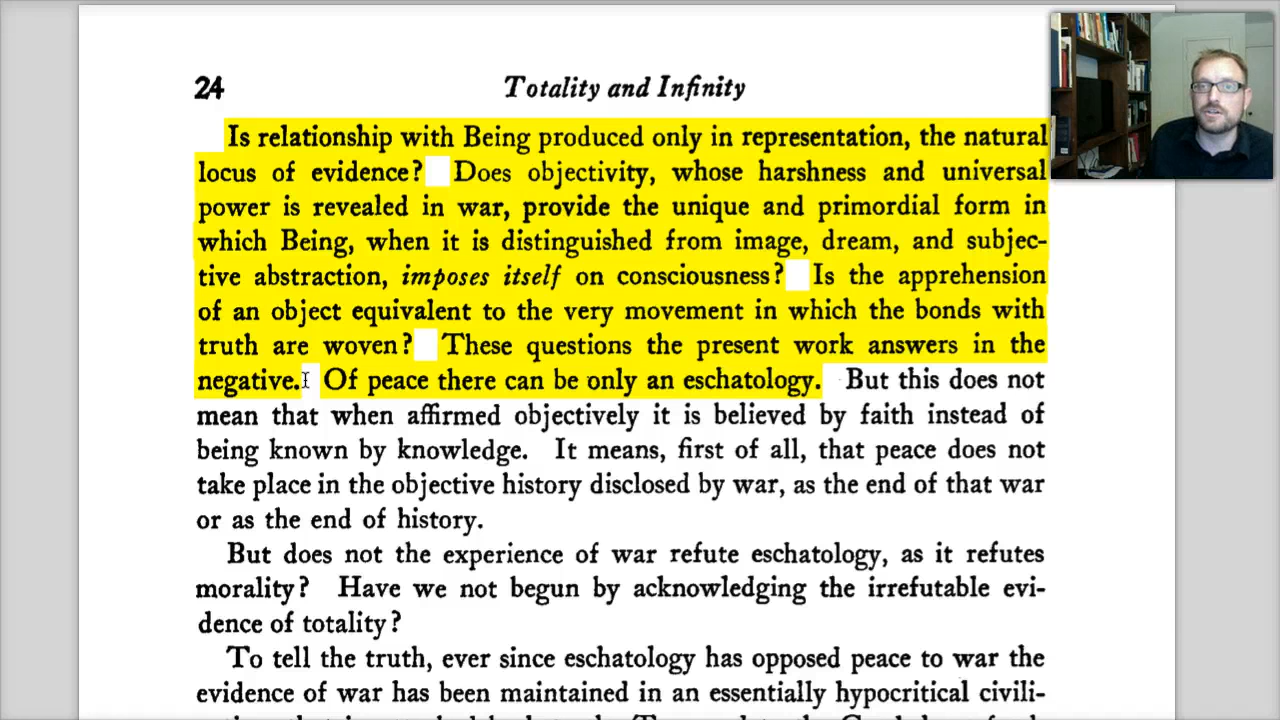 24 Totality and Infinity
Is relationship with Being produced only in representation, the natural
locus of evidence? Does objectivity, whose harshness and universal
power is revealed in war, provide the unique and primordial form in
which Being, when it is distinguished from image, dream, and subjec-
tive abstraction, imposes itself on consciousness? Is the apprehension
of an object equivalent to the very movement in which the bonds with
truth are woven? These questions the present work answers in the
negative. Of peace there can be only an eschatology. But this does not
mean that when affirmed objectively it is believed by faith instead of
being known by knowledge. It means, first of all, that peace does not
take place in the objective history disclosed by war, as the end of that war
or as the end of history.
But does not the experience of war refute eschatology, as it refutes
morality? Have we not begun by acknowledging the irrefutable evi-
dence of totality?
To tell the truth, ever since eschatology has opposed peace to war the
evidence of war has been maintained in an essentially hypocritical civili-